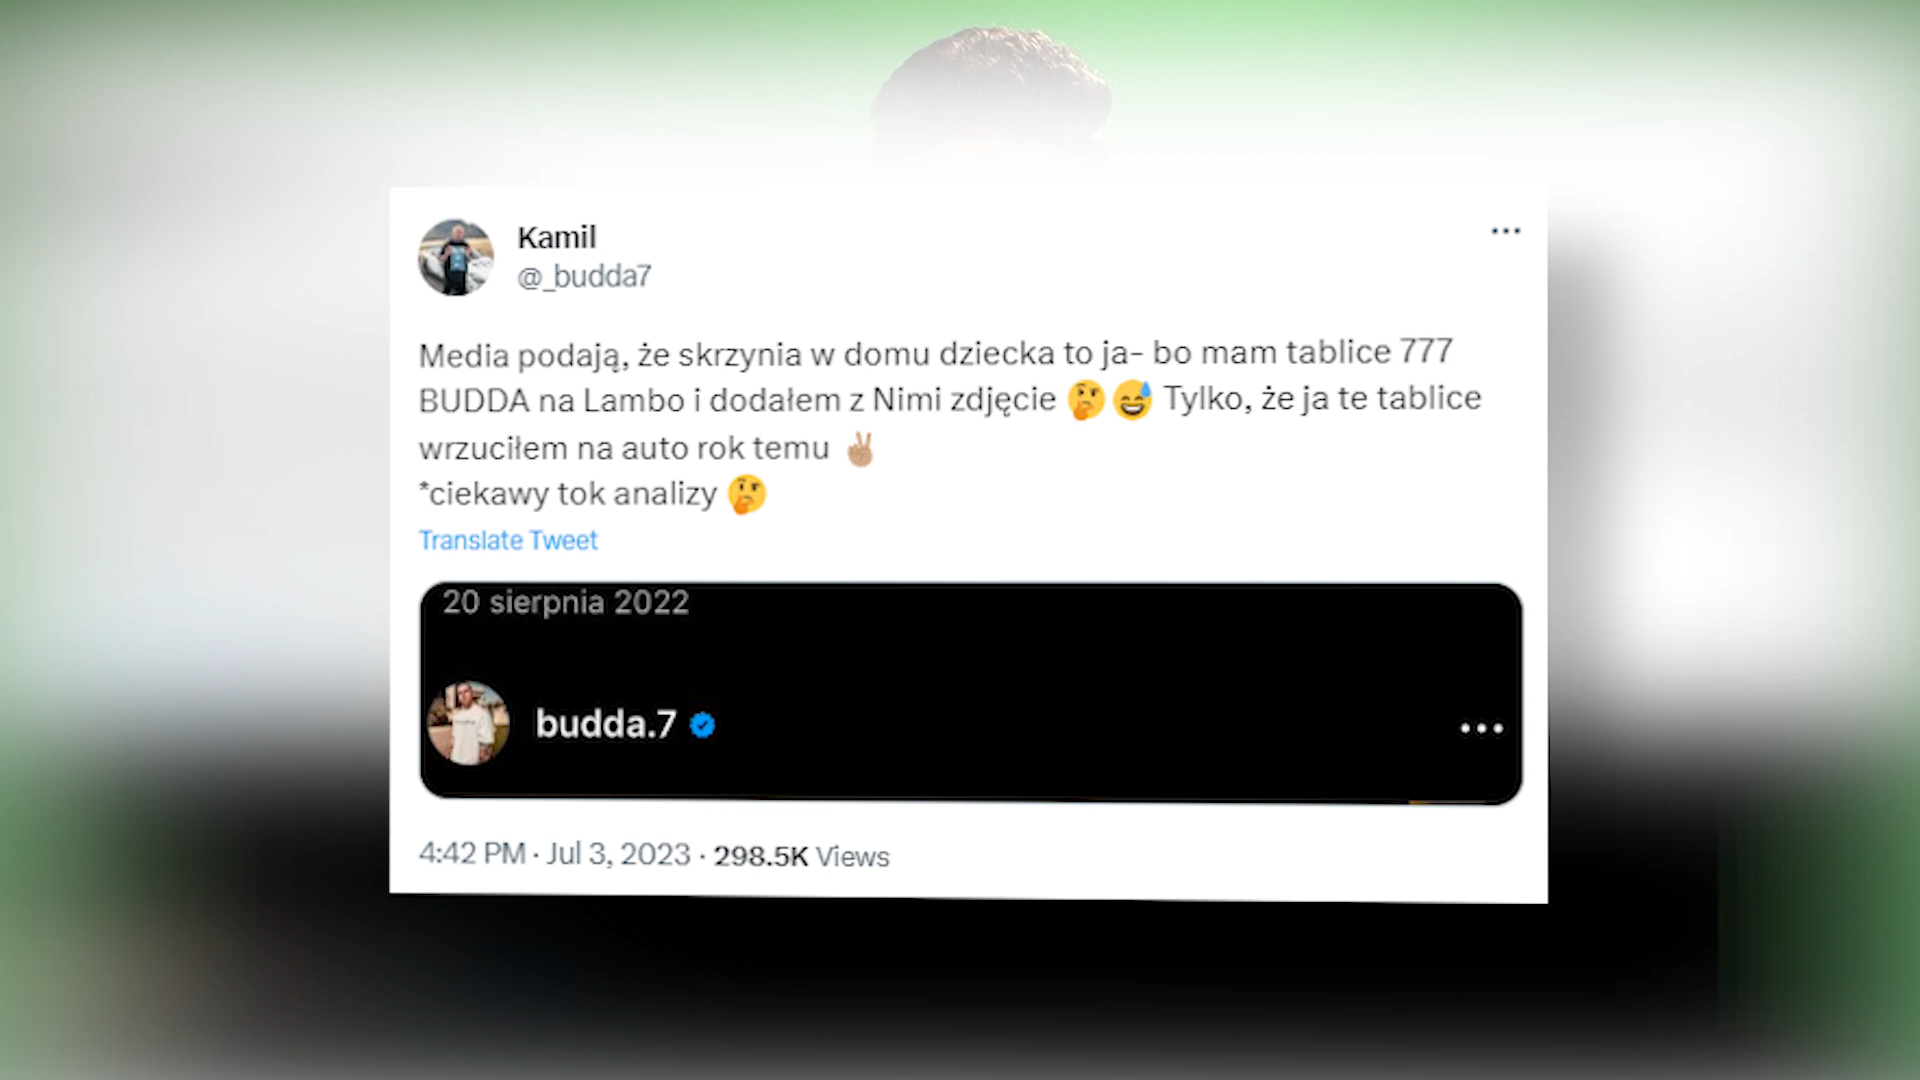 Kamil
@_budda7
Media podają, że skrzynia w domu dziecka to ja- bo mam tablice 777
BUDDA na Lambo i dodałem z Nimi zdjęcie 🤔😅 Tylko, że ja te tablice
wrzuciłem na auto rok temu ✌🏽
*ciekawy tok analizy 🤔
Translate Tweet
20 sierpnia 2022
budda.7
4:42 PM · Jul 3, 2023 · 298.5K Views